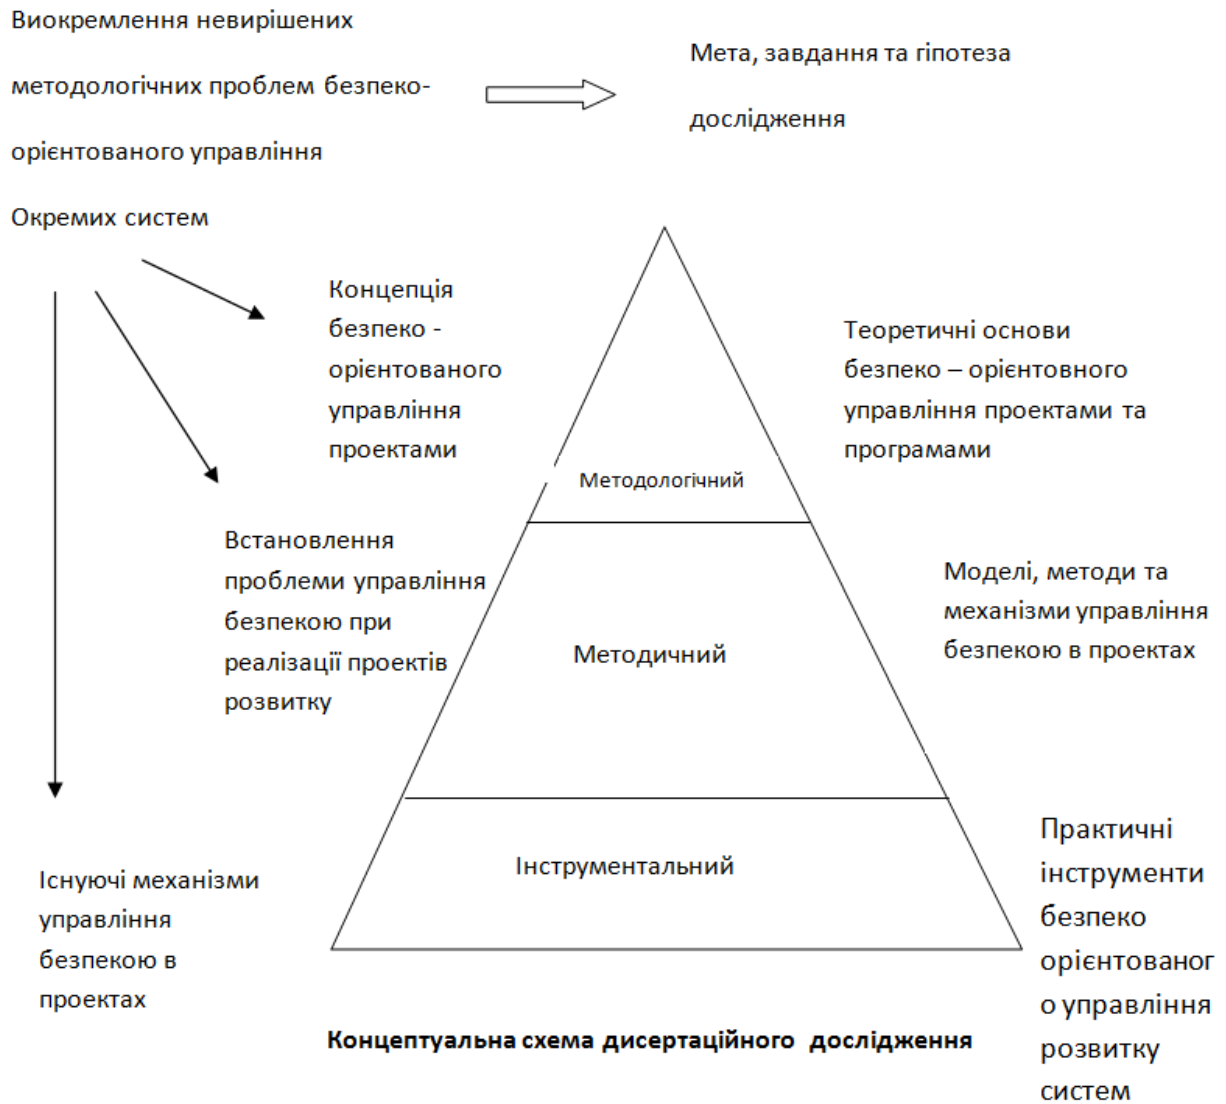 Виокремлення невирішених
методологічних проблем безпеко-
орієнтованого управління
Окремих систем
Мета, завдання та гіпотеза
дослідження
Концепція
безпеко -
орієнтованого
управління
проектами
Теоретичні основи
безпеко – орієнтовного
управління проектами та
програмами
Методологічний
Встановлення
проблеми управління
безпекою при
реалізації проектів
розвитку
Методичний
Моделі, методи та
механізми управління
безпекою в проектах
Існуючі механізми
управління
безпекою в
проектах
Інструментальний
Практичні
інструменти
безпеко
орієнтованог
о управління
розвитку
систем
Концептуальна схема дисертаційного дослідження